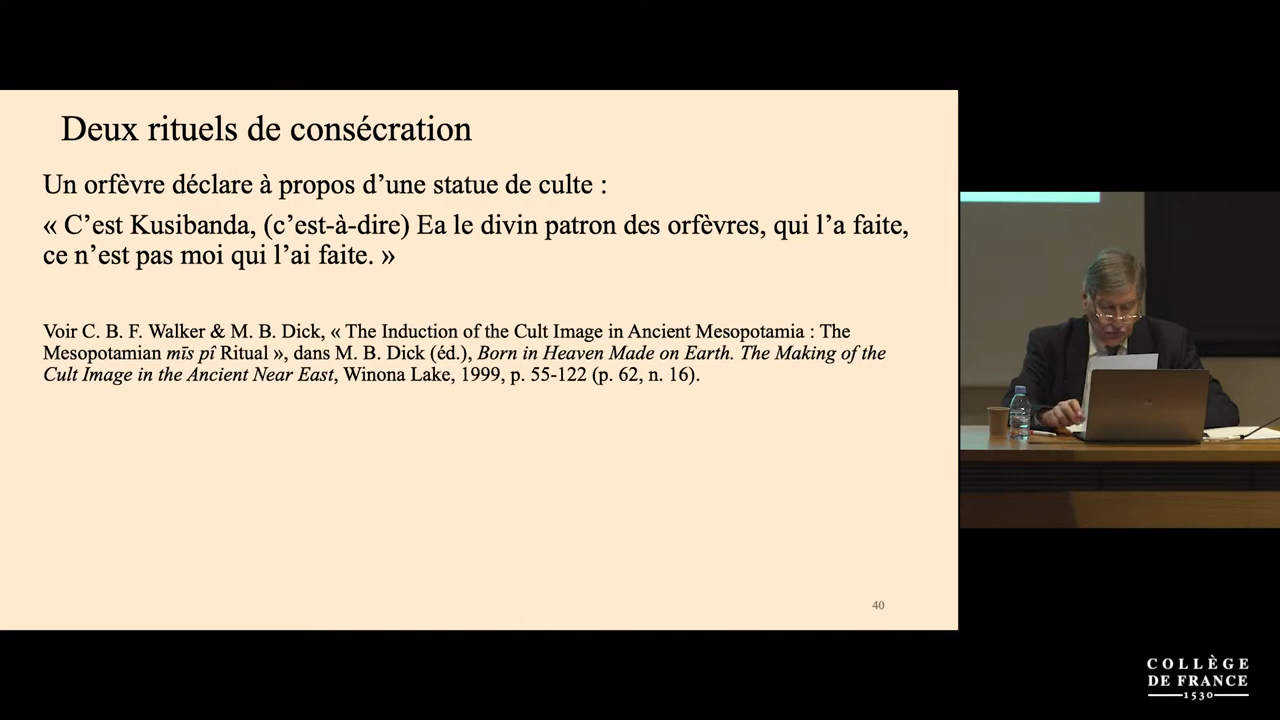 Deux rituels de consécration
Un orfèvre déclare à propos d’une statue de culte :
« C’est Kusibanda, (c’est-à-dire) Ea le divin patron des orfèvres, qui l’a faite,
ce n’est pas moi qui l’ai faite. »
Voir C. B. F. Walker & M. B. Dick, « The Induction of the Cult Image in Ancient Mesopotamia : The
Mesopotamian mīs pî Ritual », dans M. B. Dick (éd.), Born in Heaven Made on Earth. The Making of the
Cult Image in the Ancient Near East, Winona Lake, 1999, p. 55-122 (p. 62, n. 16).
40
COLLÈGE
DE FRANCE
1530